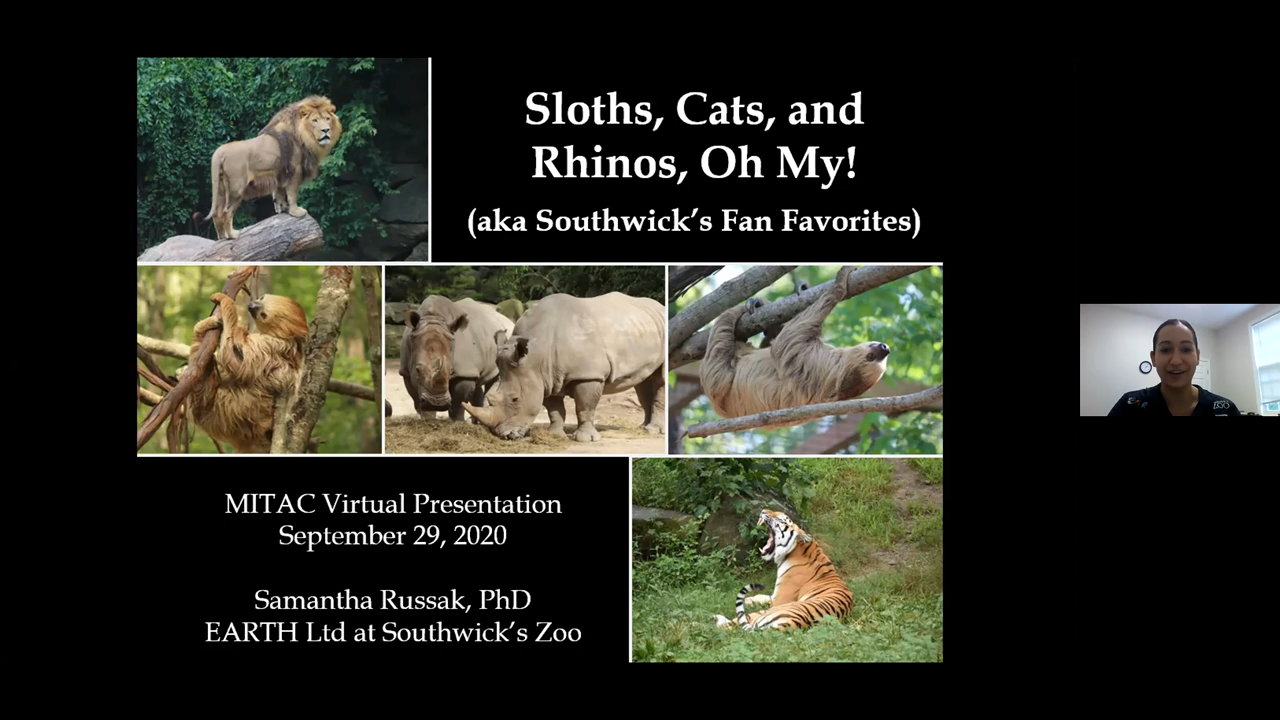 Sloths, Cats, and
Rhinos, Oh My!
(aka Southwick's Fan Favorites)
MITAC Virtual Presentation
September 29, 2020
Samantha Russak, PhD
EARTH Ltd at Southwick's Zoo